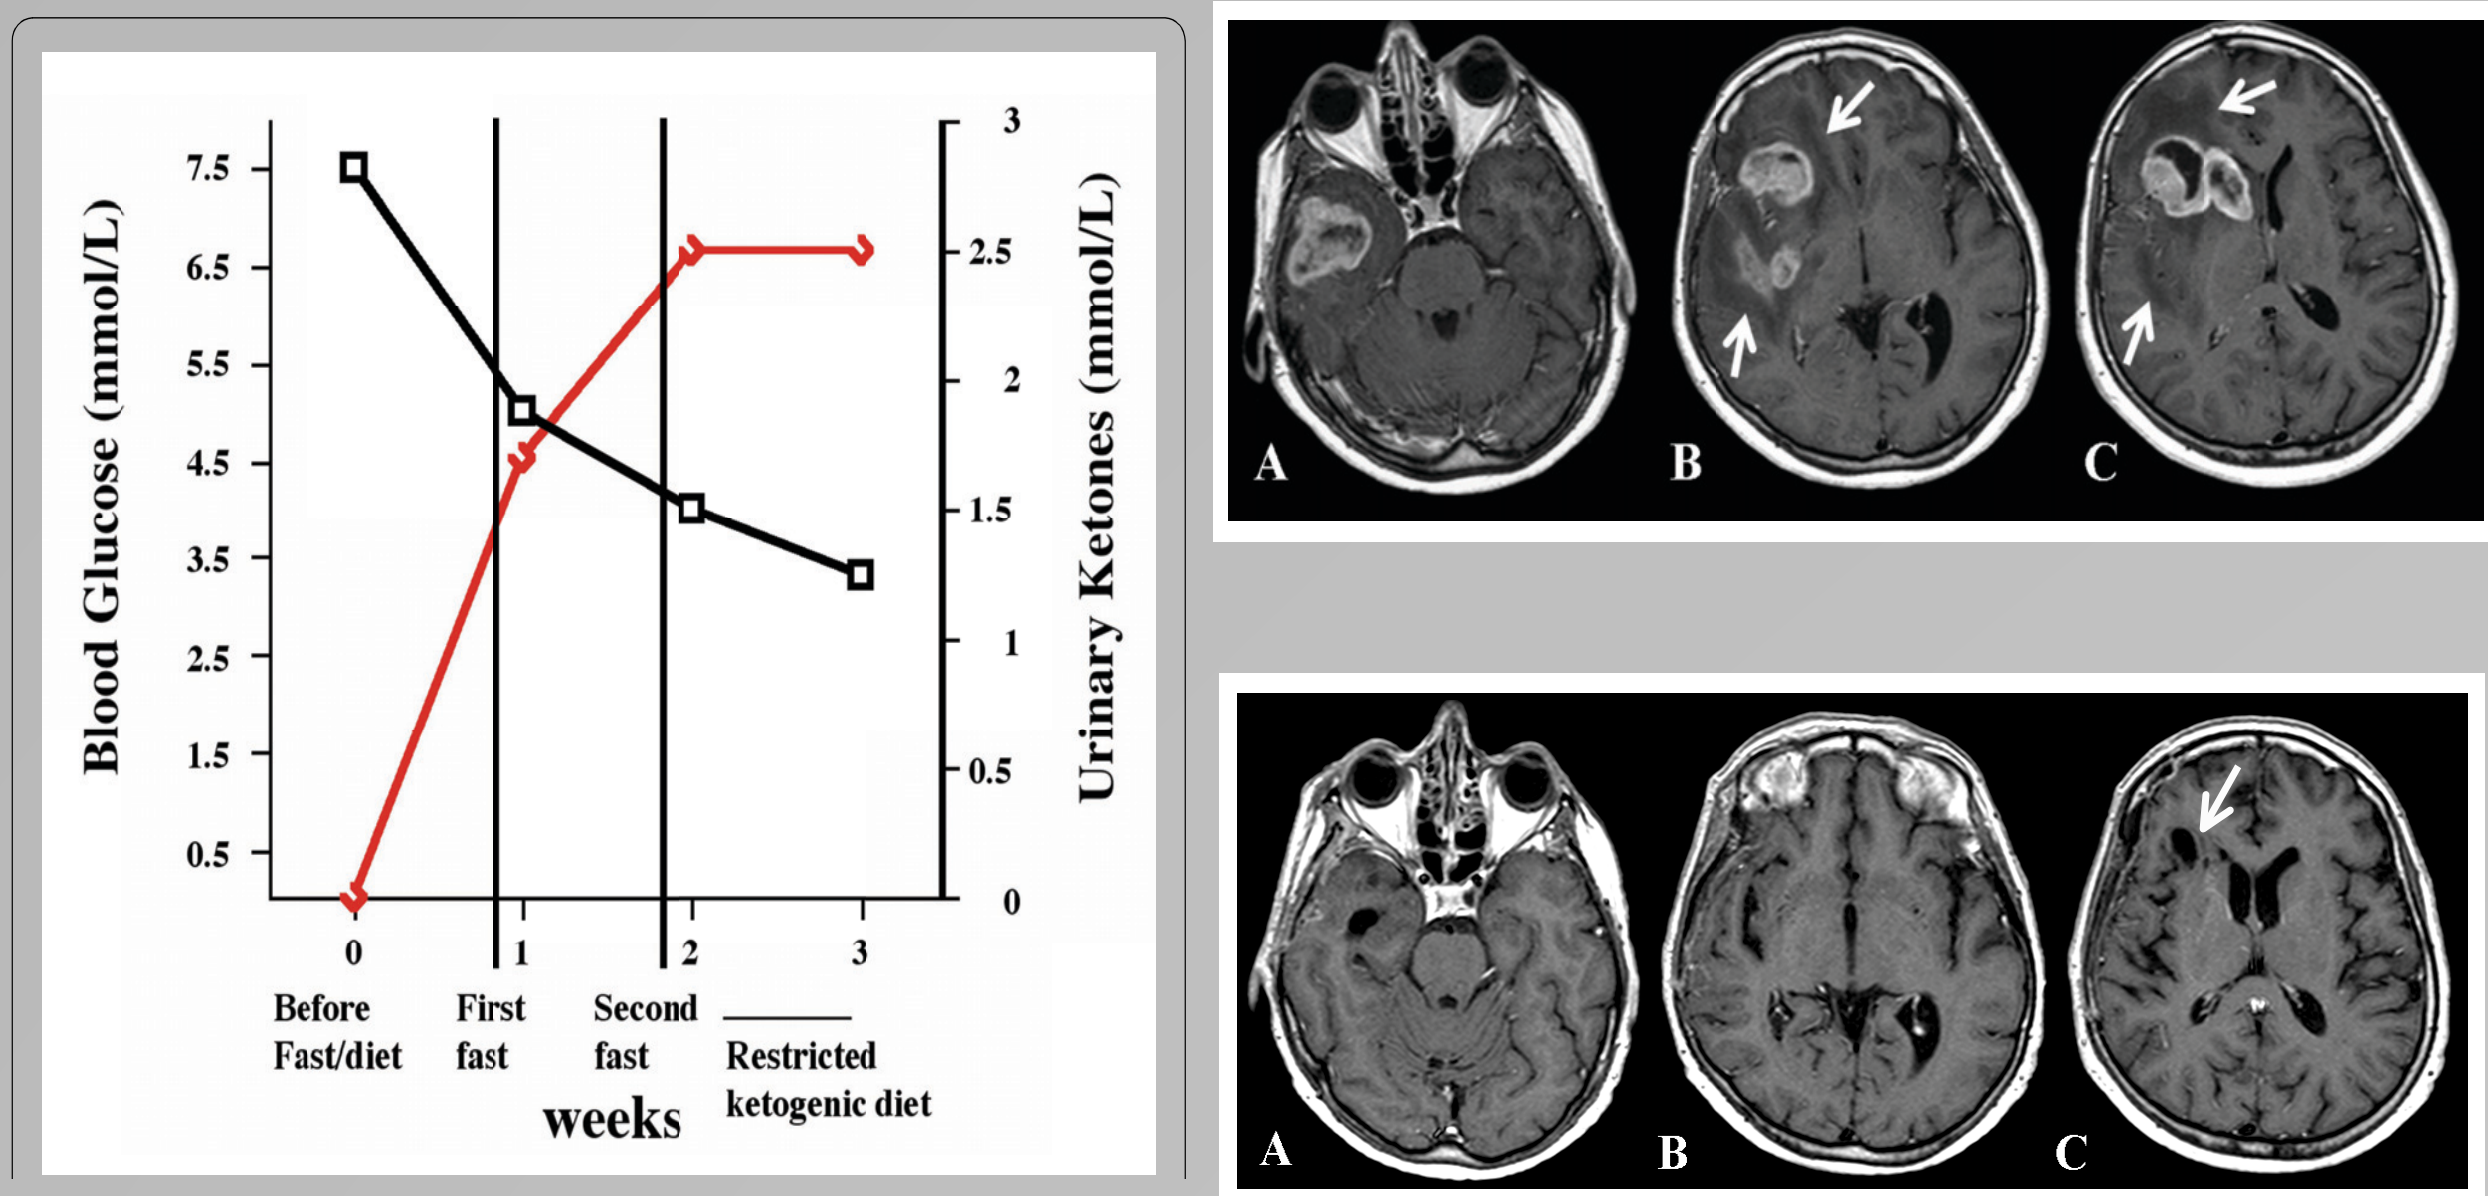 Blood Glucose (mmol/L)
7.5
6.5
5.5
4.5
3.5
2.5
1.5
0.5
3
2.5
2
1.5
1
0.5
0
Urinary Ketones (mmol/L)
0 1 2 3
Before First Second
Fast/diet fast fast Restricted
ketogenic diet
weeks
A B C
A B C